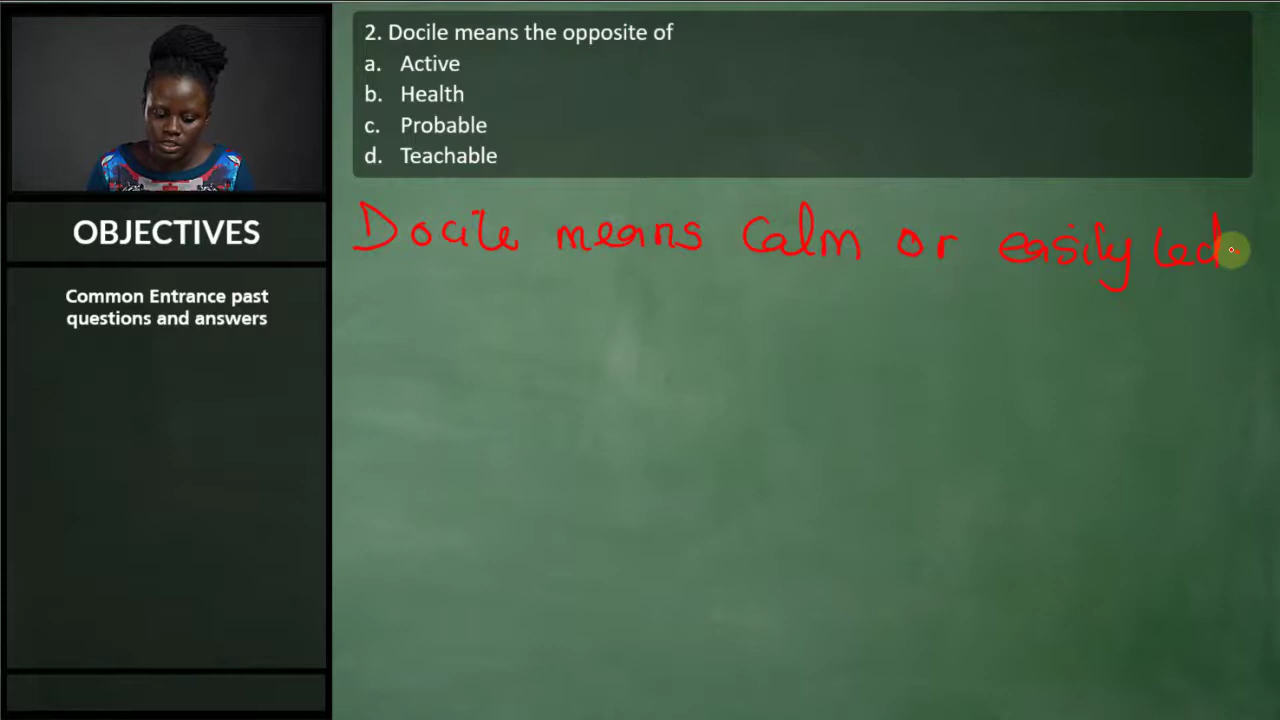 2. Docile means the opposite of
a. Active
b. Health
c. Probable
d. Teachable
Docile means calm or easily led.
OBJECTIVES
Common Entrance past
questions and answers